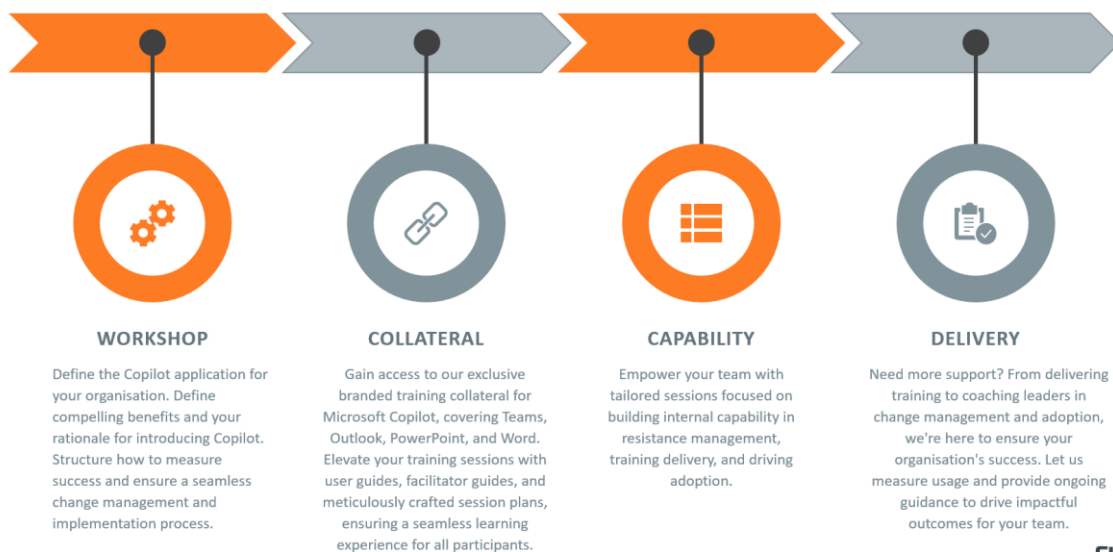 WORKSHOP
Define the Copilot application for
your organisation. Define
compelling benefits and your
rationale for introducing Copilot.
Structure how to measure
success and ensure a seamless
change management and
implementation process.
COLLATERAL
Gain access to our exclusive
branded training collateral for
Microsoft Copilot, covering Teams,
Outlook, PowerPoint, and Word.
Elevate your training sessions with
user guides, facilitator guides, and
meticulously crafted session plans,
ensuring a seamless learning
experience for all participants.
CAPABILITY
Empower your team with
tailored sessions focused on
building internal capability in
resistance management,
training delivery, and driving
adoption.
DELIVERY
Need more support? From delivering
training to coaching leaders in
change management and adoption,
we're here to ensure your
organisation's success. Let us
measure usage and provide ongoing
guidance to drive impactful
outcomes for your team.